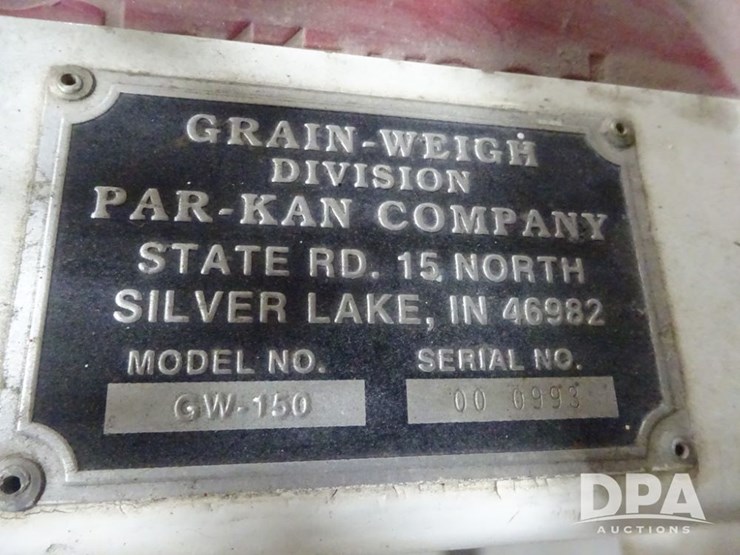 GRAIN-WEIGH
DIVISION
PAR-KAN COMPANY
STATE RD. 15 NORTH
SILVER LAKE, IN 46982
MODEL NO. SERIAL NO.
GW-150 00 0993
DPA
AUCTIONS